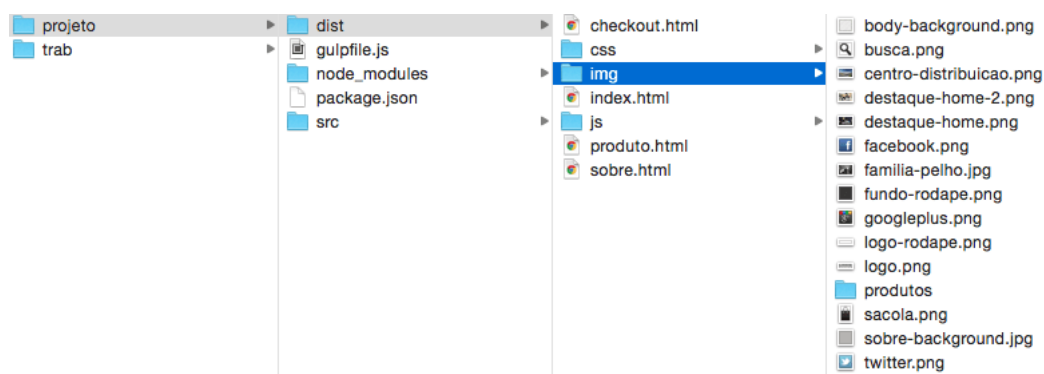 projeto
trab
dist
gulpfile.js
node_modules
package.json
src
checkout.html
css
img
index.html
js
produto.html
sobre.html
body-background.png
busca.png
centro-distribuicao.png
destaque-home-2.png
destaque-home.png
facebook.png
familia-pelho.jpg
fundo-rodape.png
googleplus.png
logo-rodape.png
logo.png
produtos
sacola.png
sobre-background.jpg
twitter.png